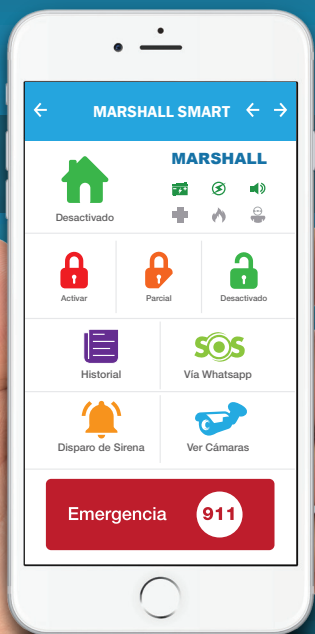 MARSHALL SMART
MARSHALL
Desactivado
Activar
Parcial
Desactivado
Historial
SOS
Vía Whatsapp
Disparo de Sirena
Ver Cámaras
Emergencia 911